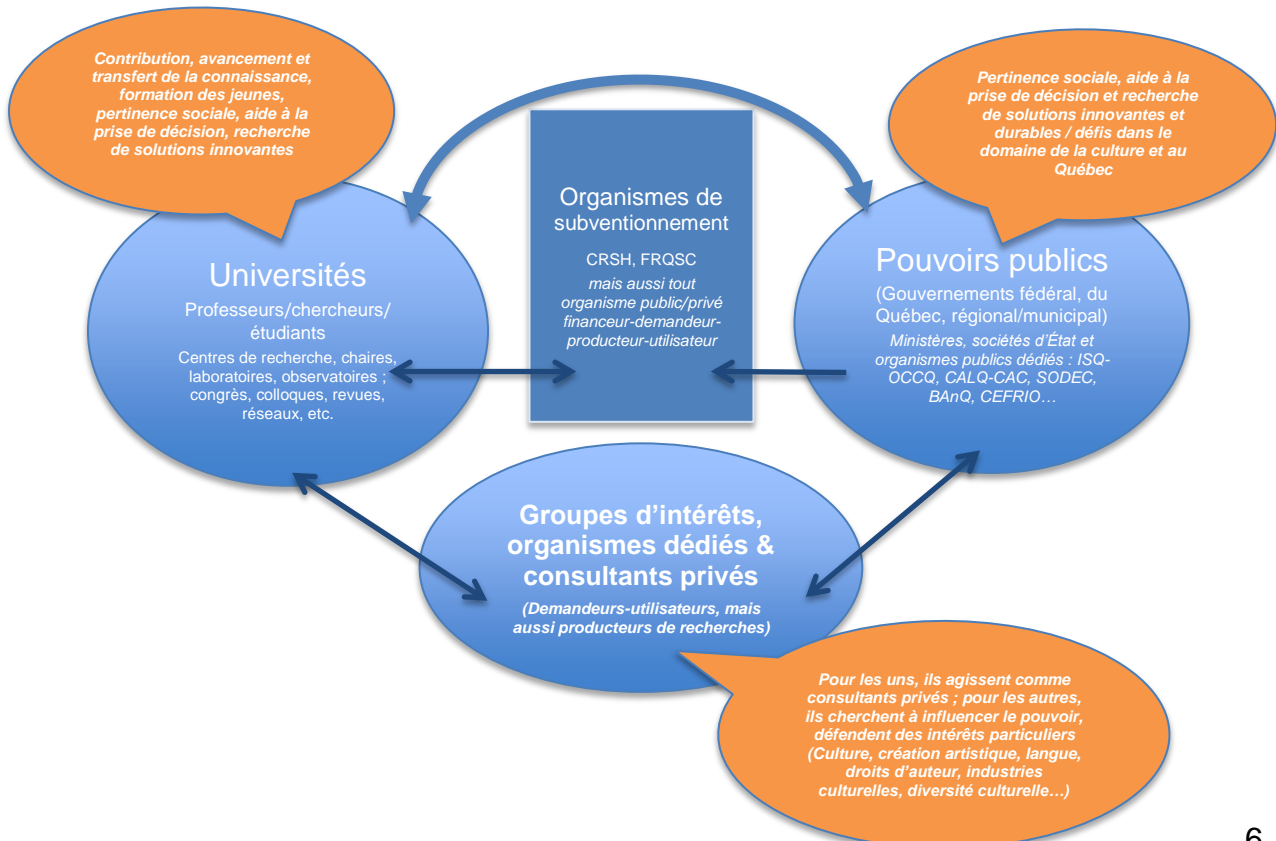 Contribution, avancement et
transfert de la connaissance,
formation des jeunes,
pertinence sociale, aide à la
prise de décision, recherche
de solutions innovantes
Pertinence sociale, aide à la
prise de décision et recherche
de solutions innovantes et
durables / défis dans le
domaine de la culture et au
Québec
Universités
Professeurs/chercheurs/
étudiants
Centres de recherche, chaires,
laboratoires, observatoires ;
congrès, colloques, revues,
réseaux, etc.
Organismes de
subventionnement
CRSH, FRQSC
mais aussi tout
organisme public/privé
financeur-demandeur-
producteur-utilisateur
Pouvoirs publics
(Gouvernements fédéral, du
Québec, régional/municipal)
Ministères, sociétés d'État et
organismes publics dédiés : ISQ-
OCCQ, CALQ-CAC, SODEC,
BAnQ, CEFRIO…
Groupes d'intérêts,
organismes dédiés &
consultants privés
(Demandeurs-utilisateurs, mais
aussi producteurs de recherches)
Pour les uns, ils agissent comme
consultants privés ; pour les autres,
ils cherchent à influencer le pouvoir,
défendent des intérêts particuliers
(Culture, création artistique, langue,
droits d'auteur, industries
culturelles, diversité culturelle…)
6